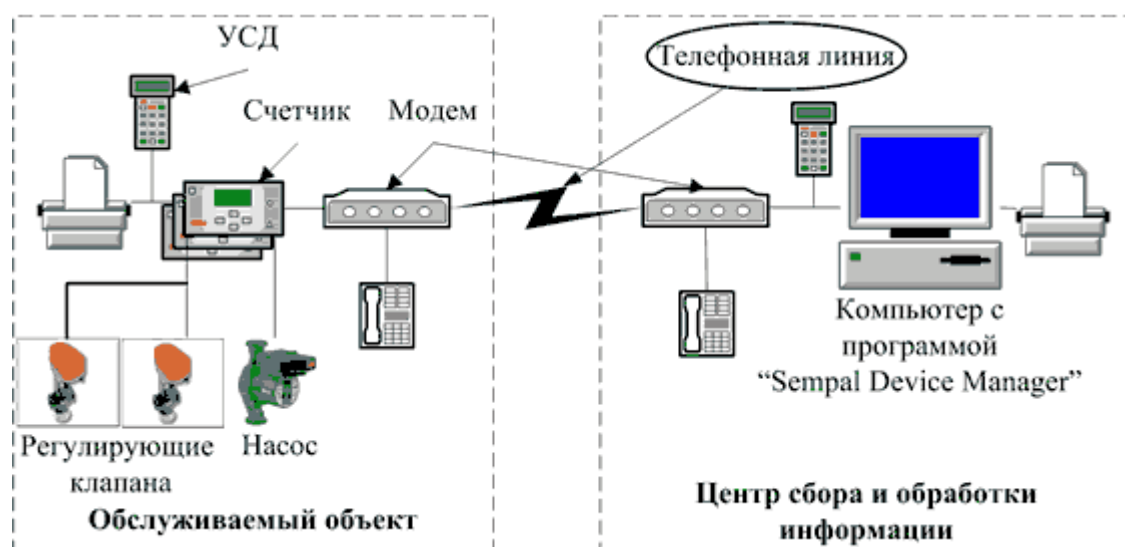 УСД
Счетчик
Модем
Регулирующие
клапана
Насос
Обслуживаемый объект
Телефонная линия
Компьютер с
программой
“Sempal Device Manager”
Центр сбора и обработки
информации